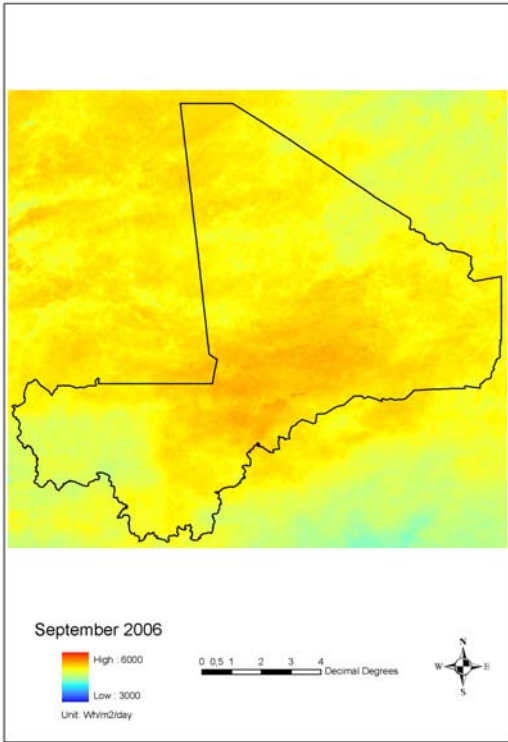 September 2006
High : 6000
Low : 3000
Unit: Wh/m2/day
0 0,5 1 2 3 4
Decimal Degrees
N
W E
S